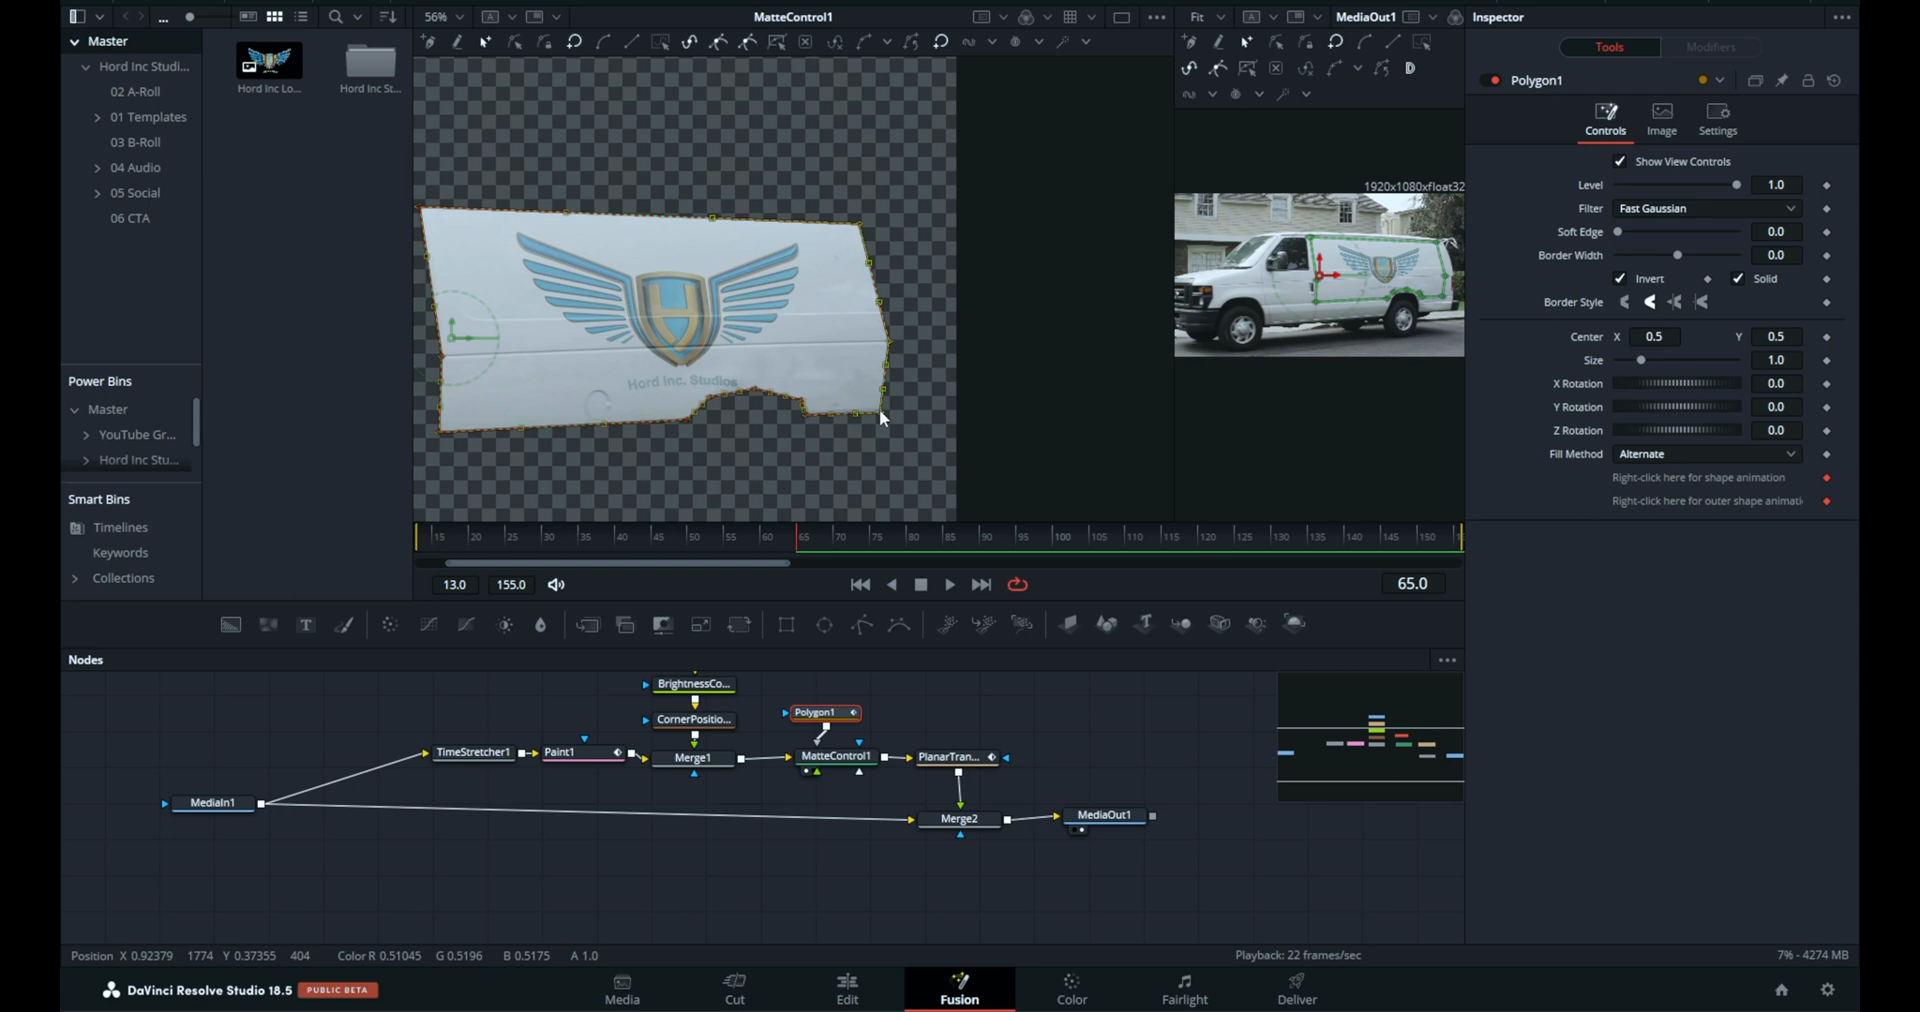 ...
56%
MatteControl1
Fit
MediaOut1
Inspector
Master
Hord Inc Studi...
02 A-Roll
01 Templates
03 B-Roll
04 Audio
05 Social
06 CTA
Hord Inc Lo...
Hord Inc St...
Tools
Modifiers
Polygon1
Controls
Image
Settings
Show View Controls
Level
1.0
Filter
Fast Gaussian
Soft Edge
0.0
Border Width
0.0
Invert
Solid
Border Style
Center
X
0.5
Y
0.5
Size
1.0
X Rotation
0.0
Y Rotation
0.0
Z Rotation
0.0
Fill Method
Alternate
Right-click here for shape animation
Right-click here for outer shape animati
1920x1080xfloat32
Hord Inc. Studios
Power Bins
Master
YouTube Gr...
Hord Inc Stu...
Smart Bins
Timelines
Keywords
Collections
15 20 25 30 35 40 45 50 55 60 65 70 75 80 85 90 95 100 105 110 115 120 125 130 135 140 145 150
13.0
155.0
65.0
Nodes
BrightnessCo...
CornerPositio...
Polygon1
TimeStretcher1
Paint1
Merge1
MatteControl1
PlanarTran...
MediaIn1
Merge2
MediaOut1
Position X 0.92379 1774 Y 0.37355 404 Color R 0.51045 G 0.5196 B 0.5175 A 1.0
Playback: 22 frames/sec
7% - 4274 MB
DaVinci Resolve Studio 18.5
PUBLIC BETA
Media
Cut
Edit
Fusion
Color
Fairlight
Deliver